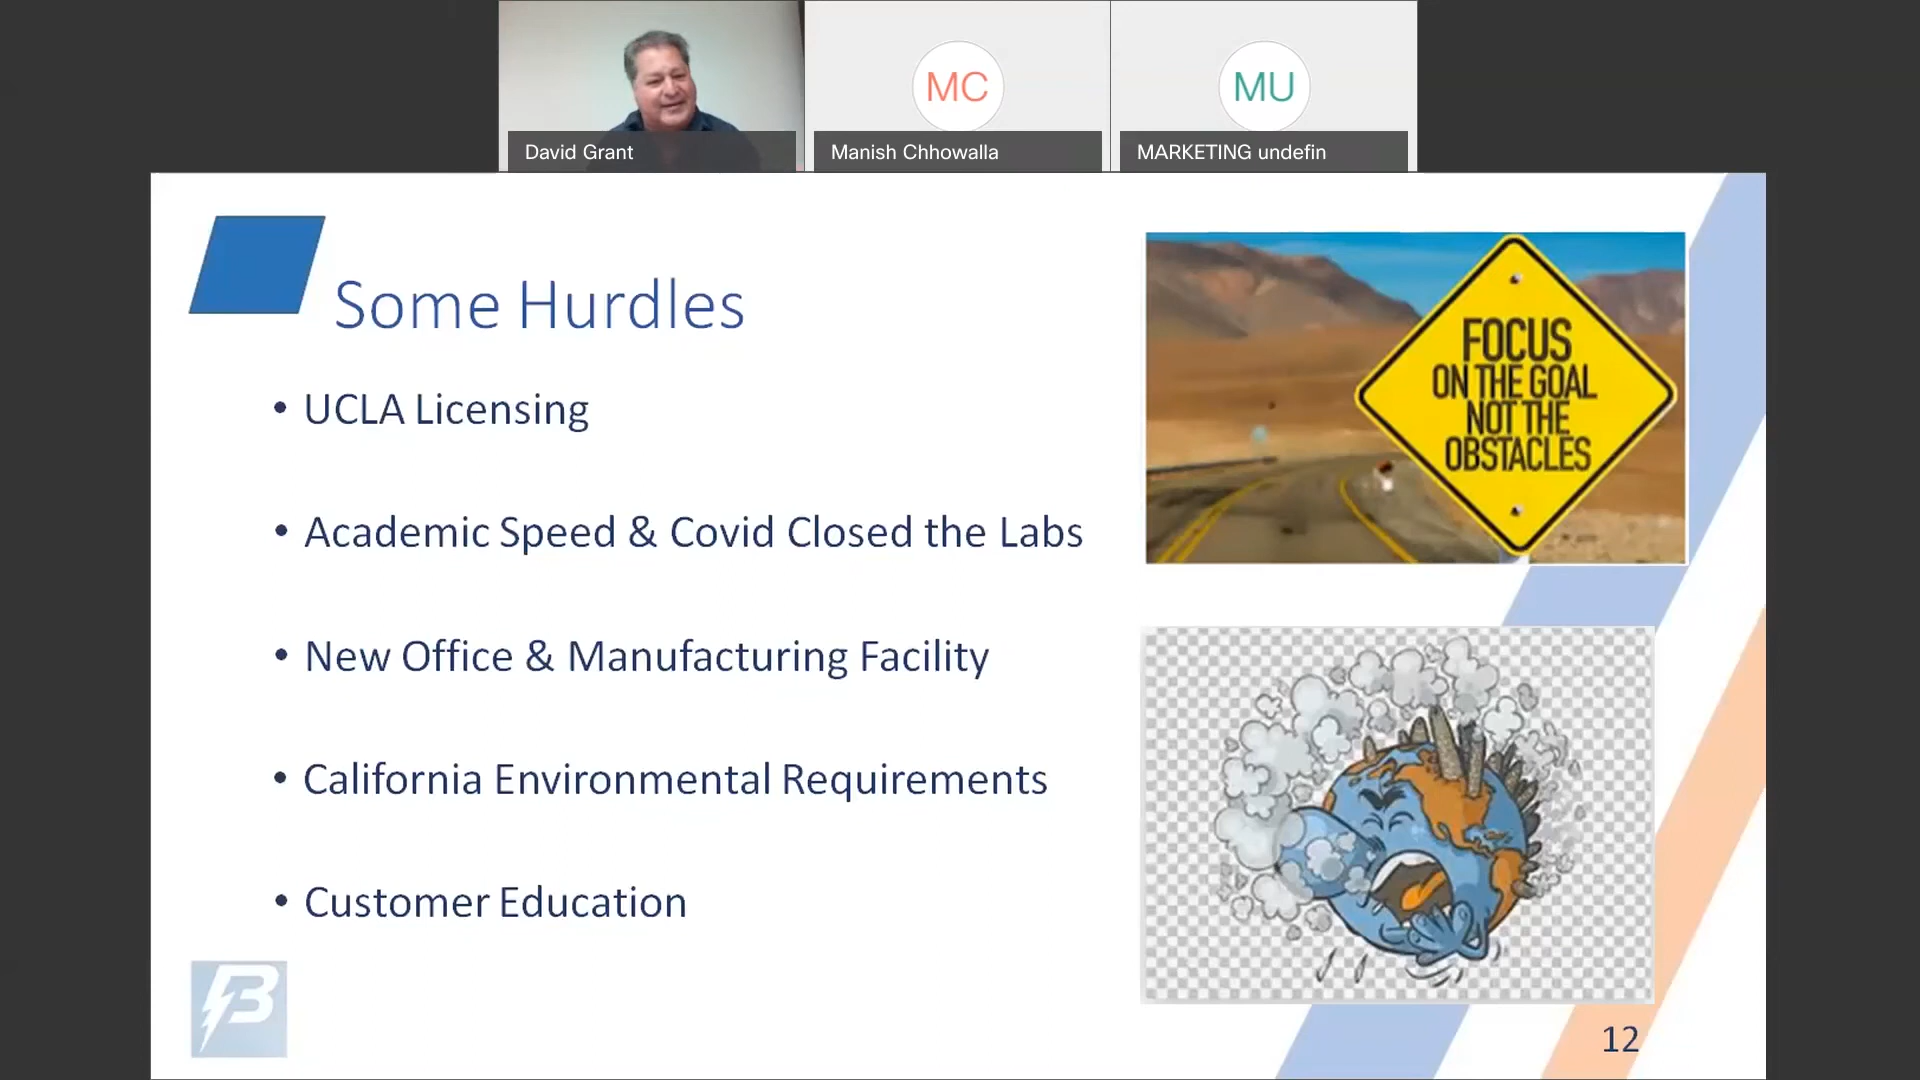 MC
MU
David Grant
Manish Chhowalla
MARKETING undefin
Some Hurdles
• UCLA Licensing
• Academic Speed & Covid Closed the Labs
• New Office & Manufacturing Facility
• California Environmental Requirements
• Customer Education
FOCUS
ON THE GOAL
NOT THE
OBSTACLES
B
12